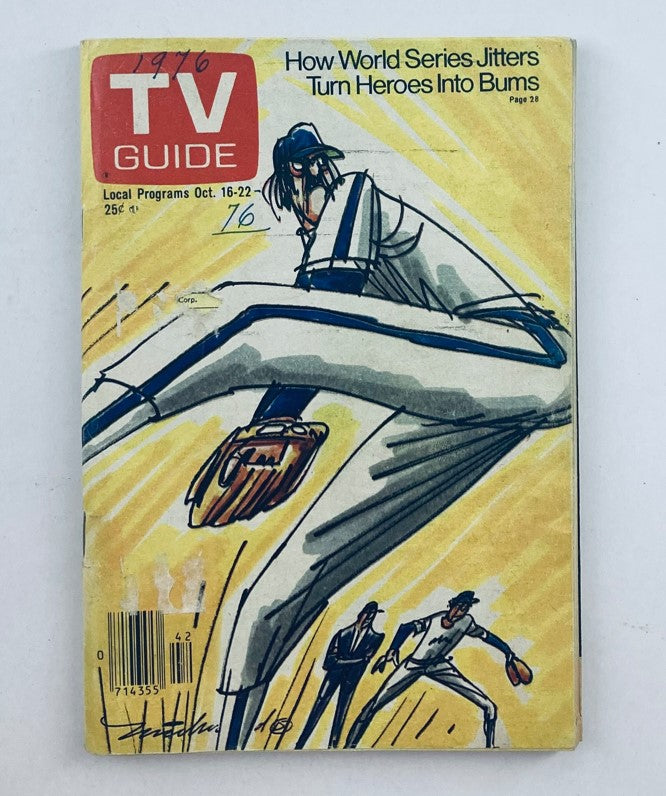 1976
TV
GUIDE
How World Series Jitters
Turn Heroes Into Bums
Page 28
Local Programs Oct. 16-22
25¢
76
Corp.
42
0
714355